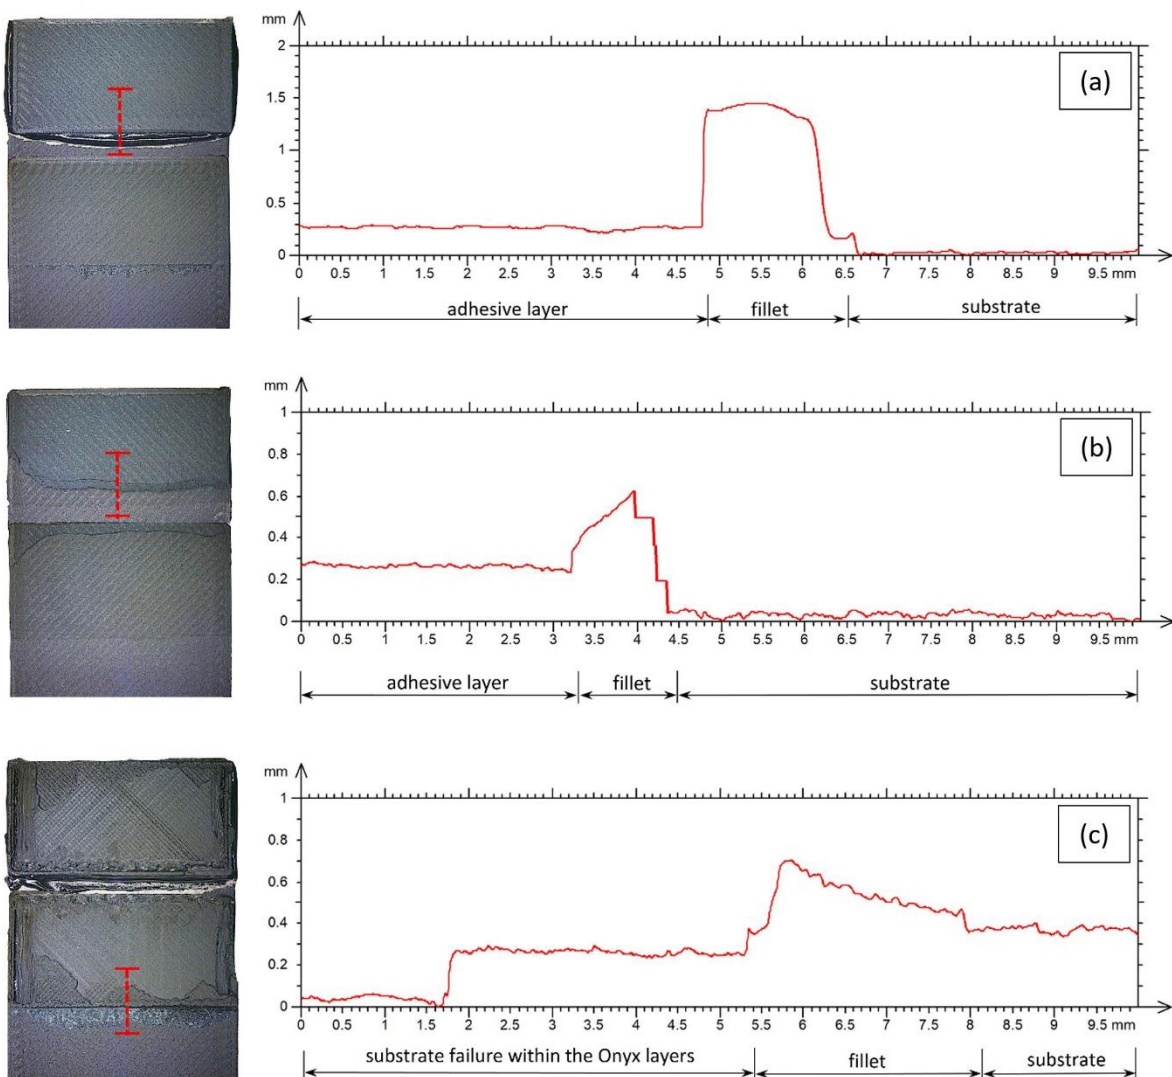 mm
2
(a)
1.5
1
0.5
0
0 0.5 1 1.5 2 2.5 3 3.5 4 4.5 5 5.5 6 6.5 7 7.5 8 8.5 9 9.5 mm
adhesive layer fillet substrate
mm
1
(b)
0.8
0.6
0.4
0.2
0
0 0.5 1 1.5 2 2.5 3 3.5 4 4.5 5 5.5 6 6.5 7 7.5 8 8.5 9 9.5 mm
adhesive layer fillet substrate
mm
1
(c)
0.8
0.6
0.4
0.2
0
0 0.5 1 1.5 2 2.5 3 3.5 4 4.5 5 5.5 6 6.5 7 7.5 8 8.5 9 9.5 mm
substrate failure within the Onyx layers fillet substrate